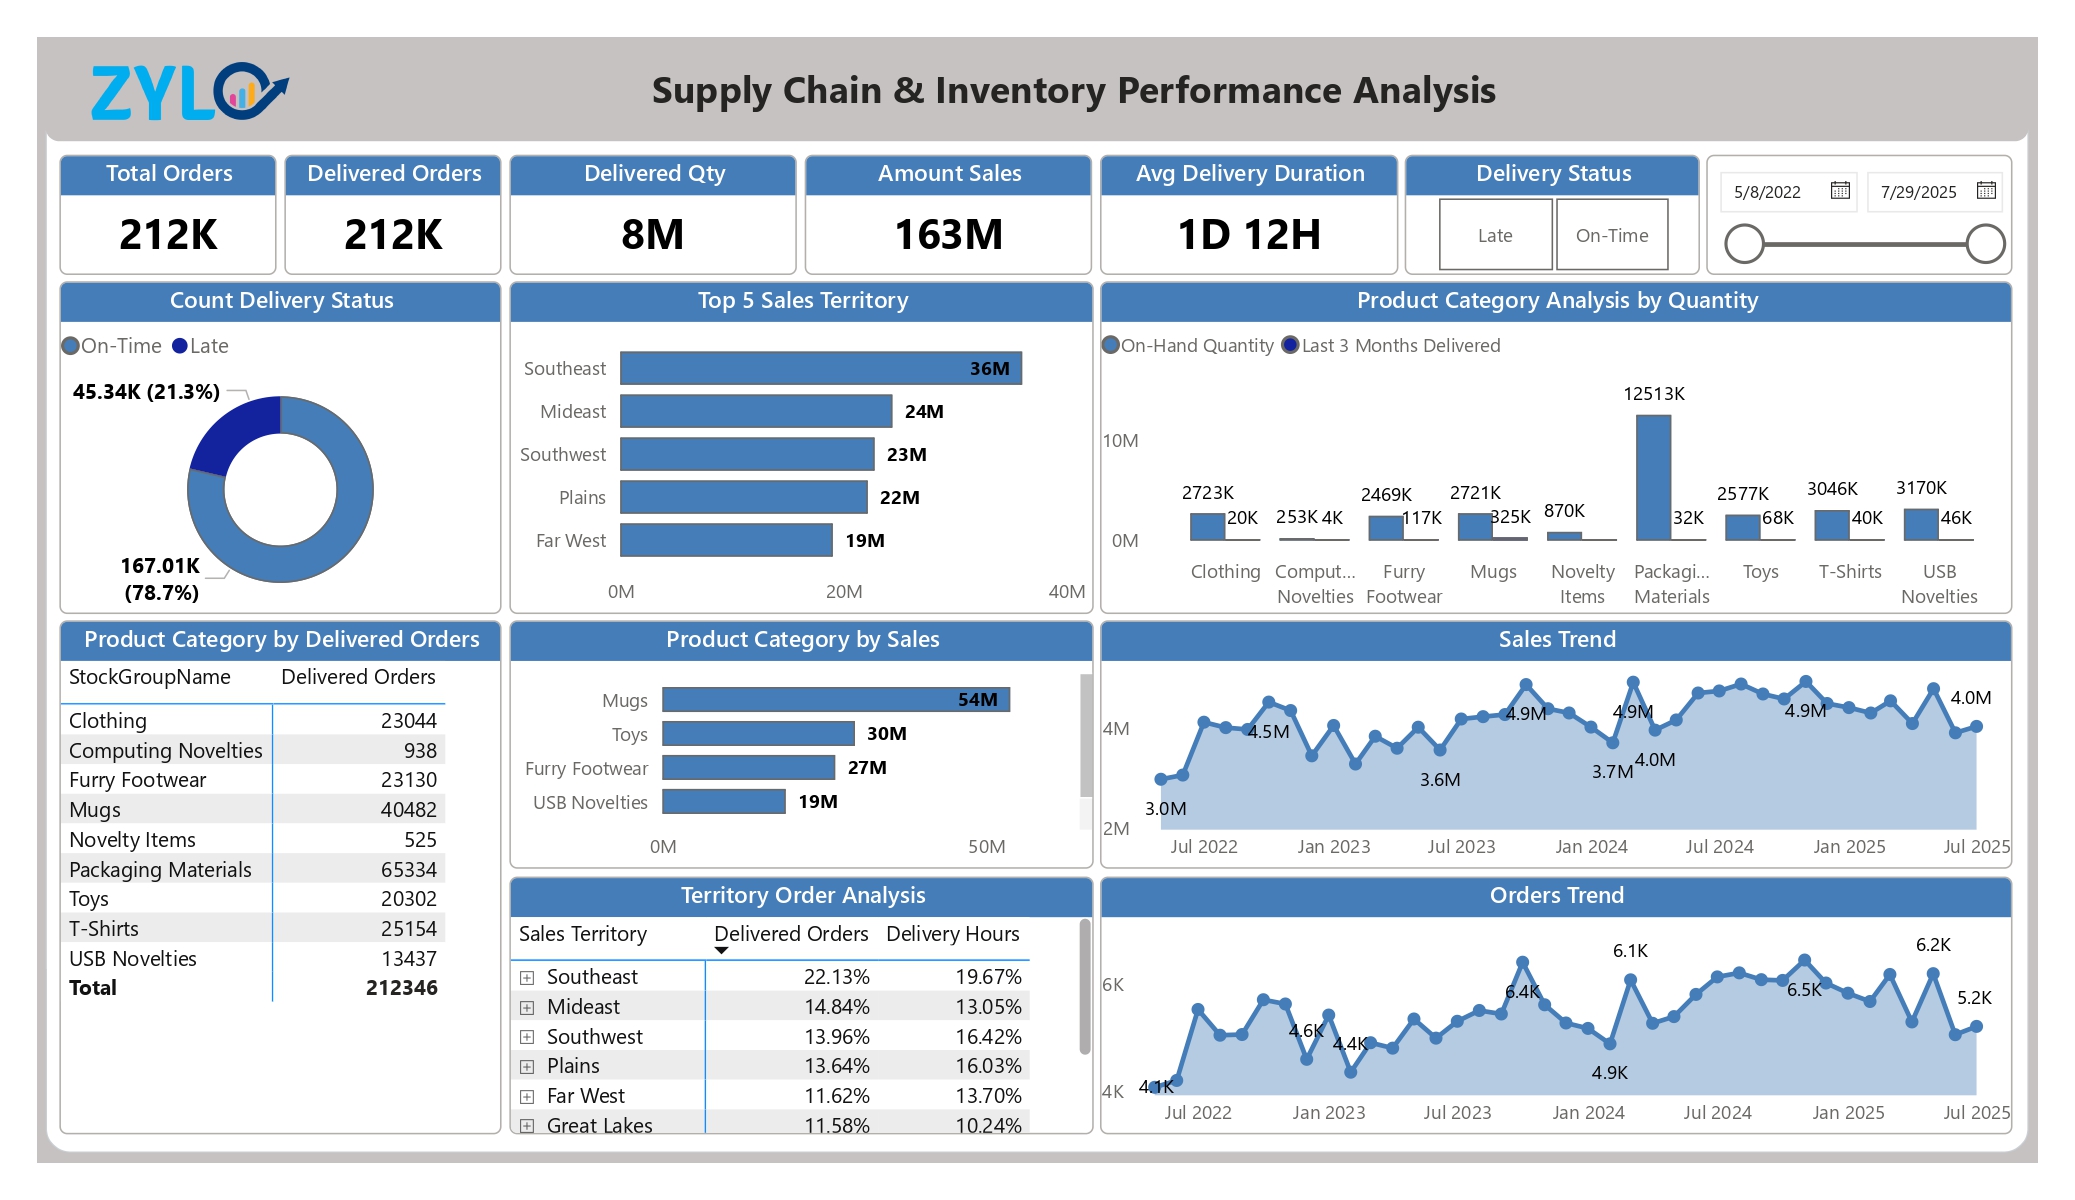 ZYLO
Supply Chain & Inventory Performance Analysis
Total Orders
212K
Delivered Orders
212K
Delivered Qty
8M
Amount Sales
163M
Avg Delivery Duration
1D 12H
Delivery Status
Late
On-Time
5/8/2022
7/29/2025
Count Delivery Status
On-Time Late
45.34K (21.3%)
167.01K
(78.7%)
Top 5 Sales Territory
Southeast 36M
Mideast 24M
Southwest 23M
Plains 22M
Far West 19M
0M 20M 40M
Product Category Analysis by Quantity
On-Hand Quantity Last 3 Months Delivered
10M
0M
2723K 20K 253K 4K 2469K 117K 2721K 325K 870K 12513K 32K 2577K 68K 3046K 40K 3170K 46K
Clothing Comput... Furry Mugs Novelty Packagi... Toys T-Shirts USB
Novelties Footwear Items Materials Novelties
Product Category by Delivered Orders
StockGroupName Delivered Orders
Clothing 23044
Computing Novelties 938
Furry Footwear 23130
Mugs 40482
Novelty Items 525
Packaging Materials 65334
Toys 20302
T-Shirts 25154
USB Novelties 13437
Total 212346
Product Category by Sales
Mugs 54M
Toys 30M
Furry Footwear 27M
USB Novelties 19M
0M 50M
Territory Order Analysis
Sales Territory Delivered Orders Delivery Hours
Southeast 22.13% 19.67%
Mideast 14.84% 13.05%
Southwest 13.96% 16.42%
Plains 13.64% 16.03%
Far West 11.62% 13.70%
Great Lakes 11.58% 10.24%
Sales Trend
4M
2M
3.0M 4.5M 3.6M 4.9M 3.7M 4.9M 4.0M 4.9M 4.0M
Jul 2022 Jan 2023 Jul 2023 Jan 2024 Jul 2024 Jan 2025 Jul 2025
Orders Trend
6K
4K
4.1K 4.6K 4.4K 6.4K 4.9K 6.1K 6.5K 6.2K 5.2K
Jul 2022 Jan 2023 Jul 2023 Jan 2024 Jul 2024 Jan 2025 Jul 2025